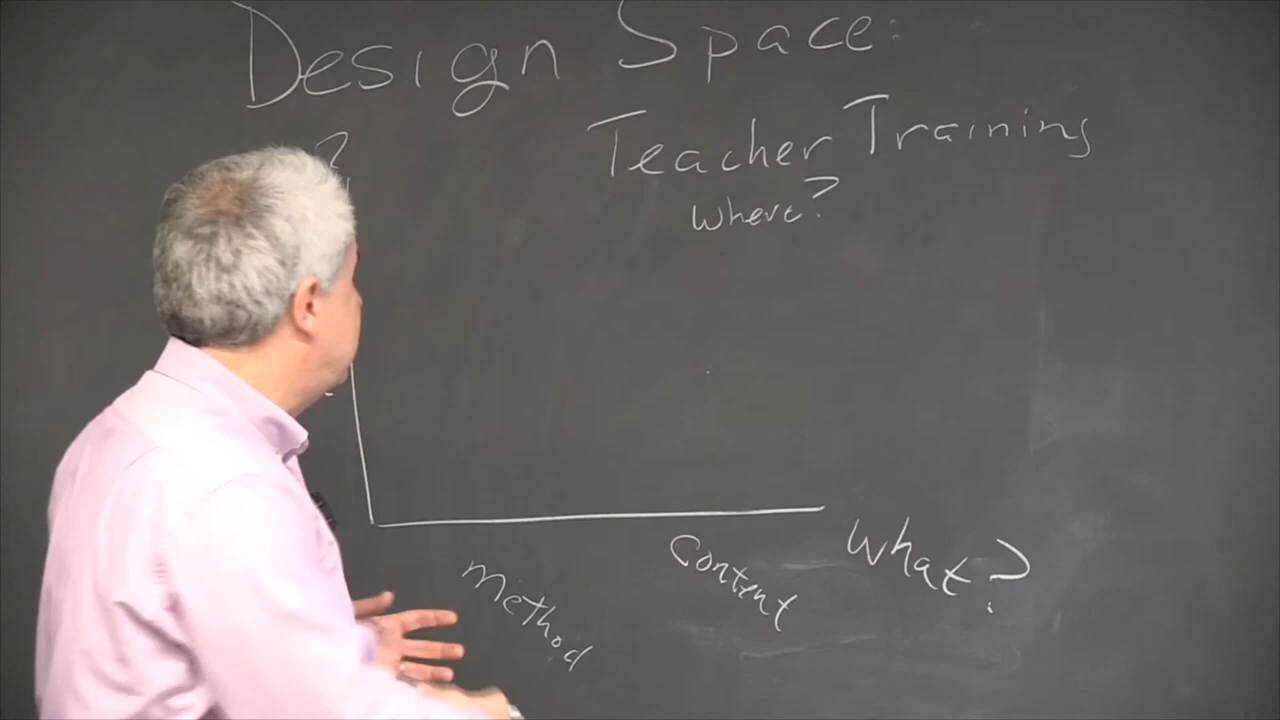 Design Space:
Teacher Training
Where?
?
Method
Content
What?